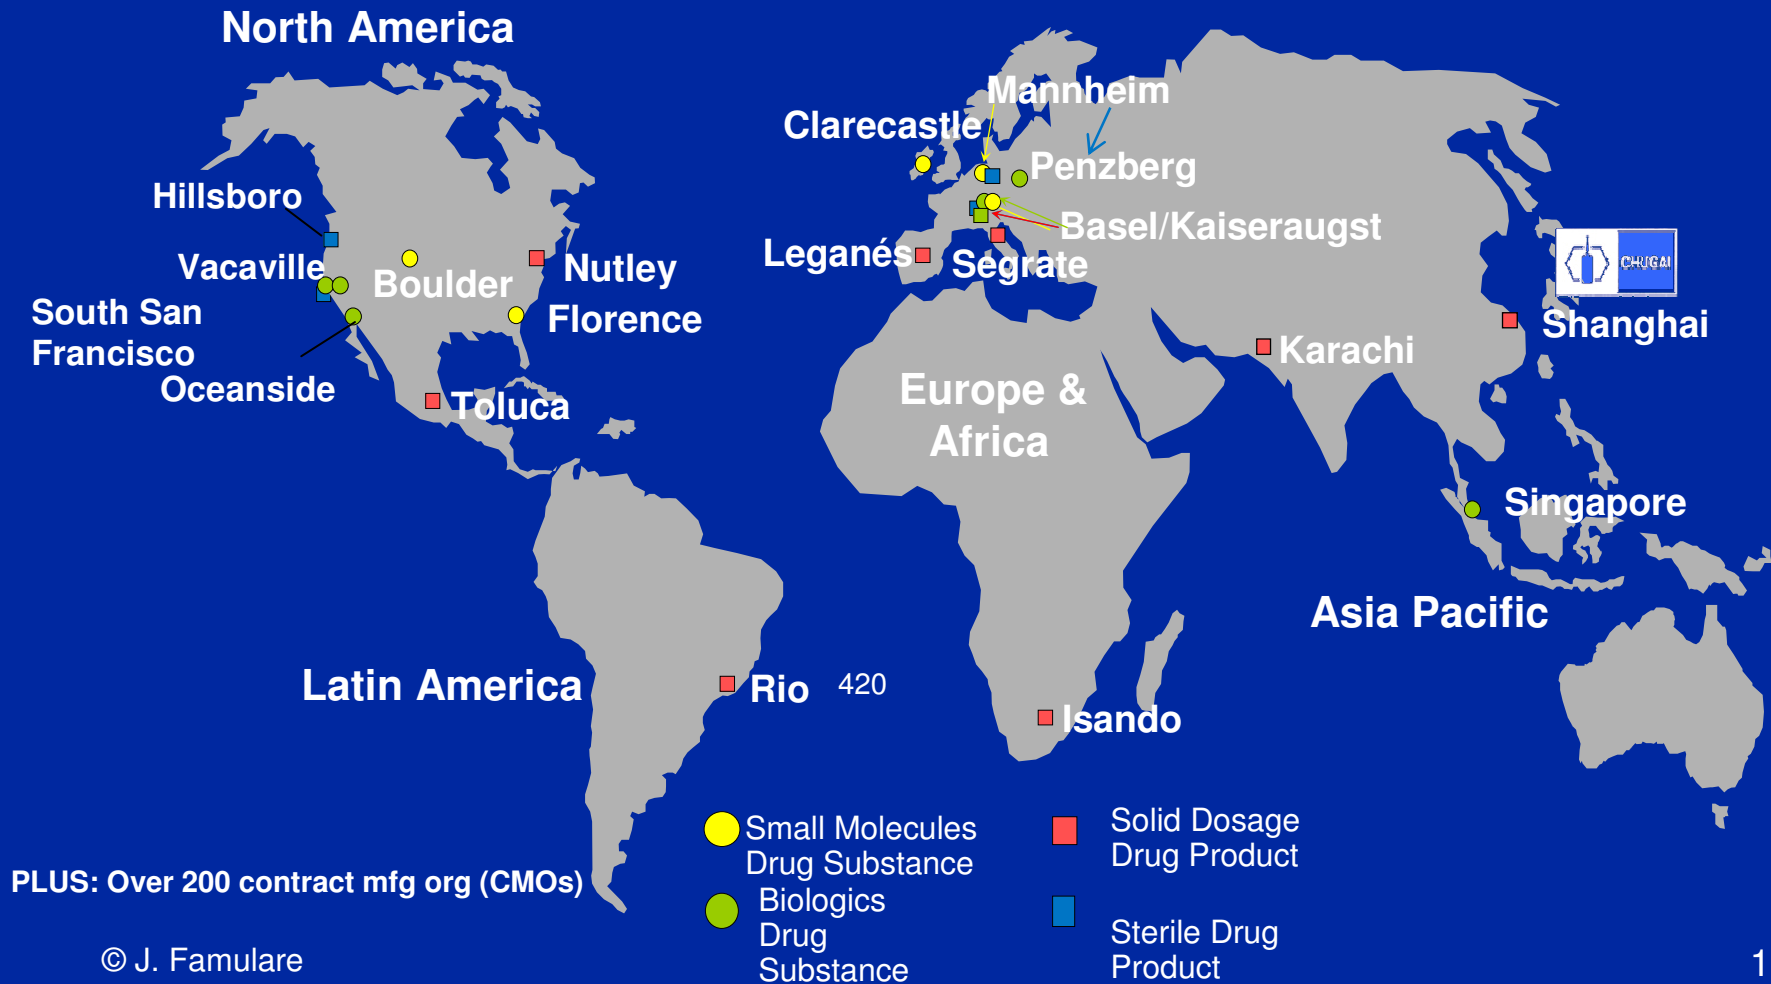 North America
Mannheim
Clarecastle
Penzberg
Hillsboro
Basel/Kaiseraugst
Leganés
Segrate
Vacaville
Boulder
Nutley
CHUGAI
South San
Francisco
Florence
Shanghai
Karachi
Oceanside
Toluca
Europe &
Africa
Singapore
Asia Pacific
Latin America
Rio
420
Isando
Small Molecules
Drug Substance
Solid Dosage
Drug Product
PLUS: Over 200 contract mfg org (CMOs)
Biologics
Drug
Substance
Sterile Drug
Product
© J. Famulare
1